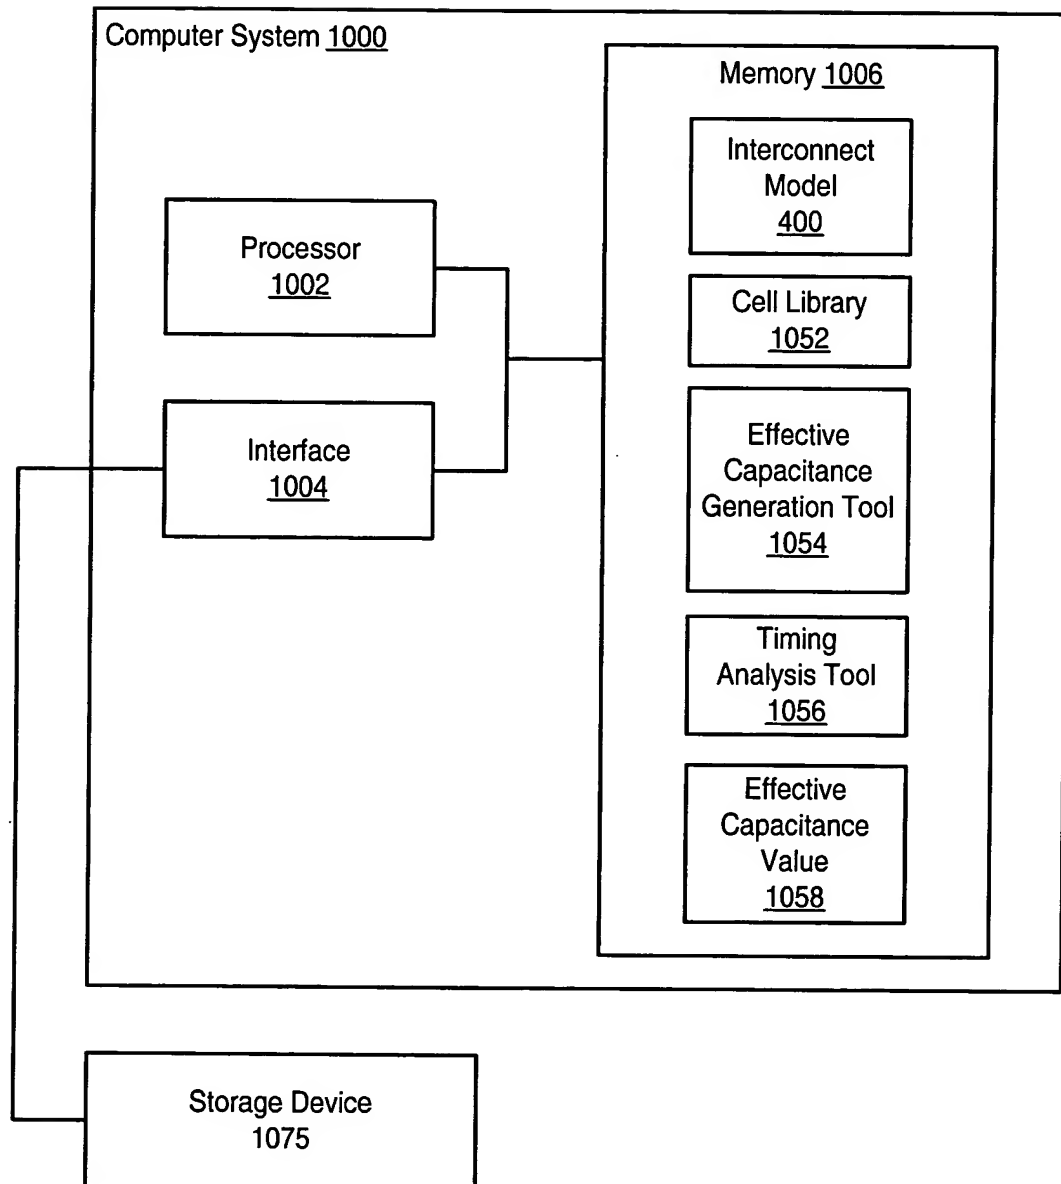 Computer System 1000
Memory 1006
Interconnect
Model
400
Processor
1002
Cell Library
1052
Interface
1004
Effective
Capacitance
Generation Tool
1054
Timing
Analysis Tool
1056
Effective
Capacitance
Value
1058
Storage Device
1075